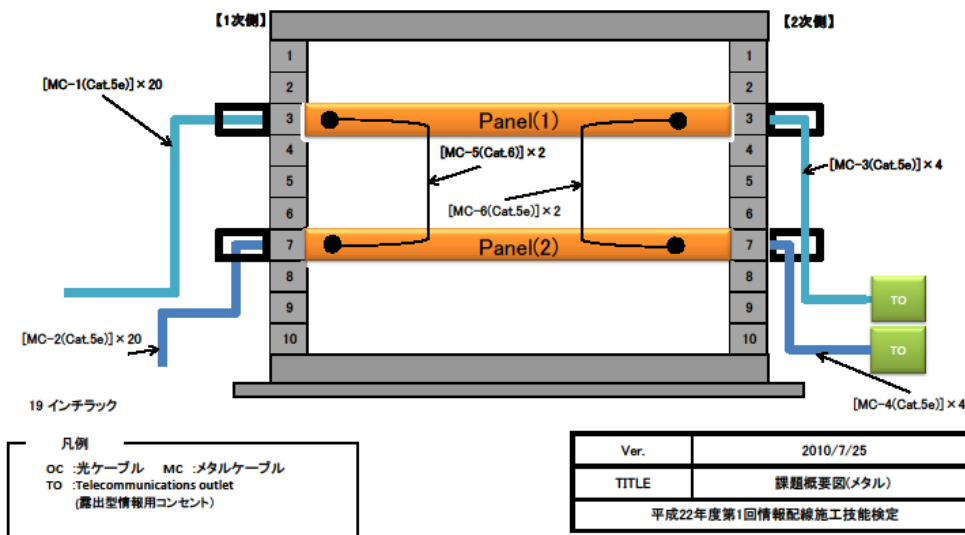 【1次側】
【2次側】
[MC-1(Cat.5e)]×20
1
2
3
4
5
6
7
8
9
10
Panel(1)
[MC-5(Cat.6)]×2
[MC-6(Cat.5e)]×2
Panel(2)
1
2
3
4
5
6
7
8
9
10
[MC-3(Cat.5e)]×4
TO
TO
[MC-2(Cat.5e)]×20
[MC-4(Cat.5e)]×4
19 インチラック
凡例
OC :光ケーブル MC :メタルケーブル
TO :Telecommunications outlet
(露出型情報用コンセント)
Ver. 2010/7/25
TITLE 課題概要図(メタル)
平成22年度第1回情報配線施工技能検定